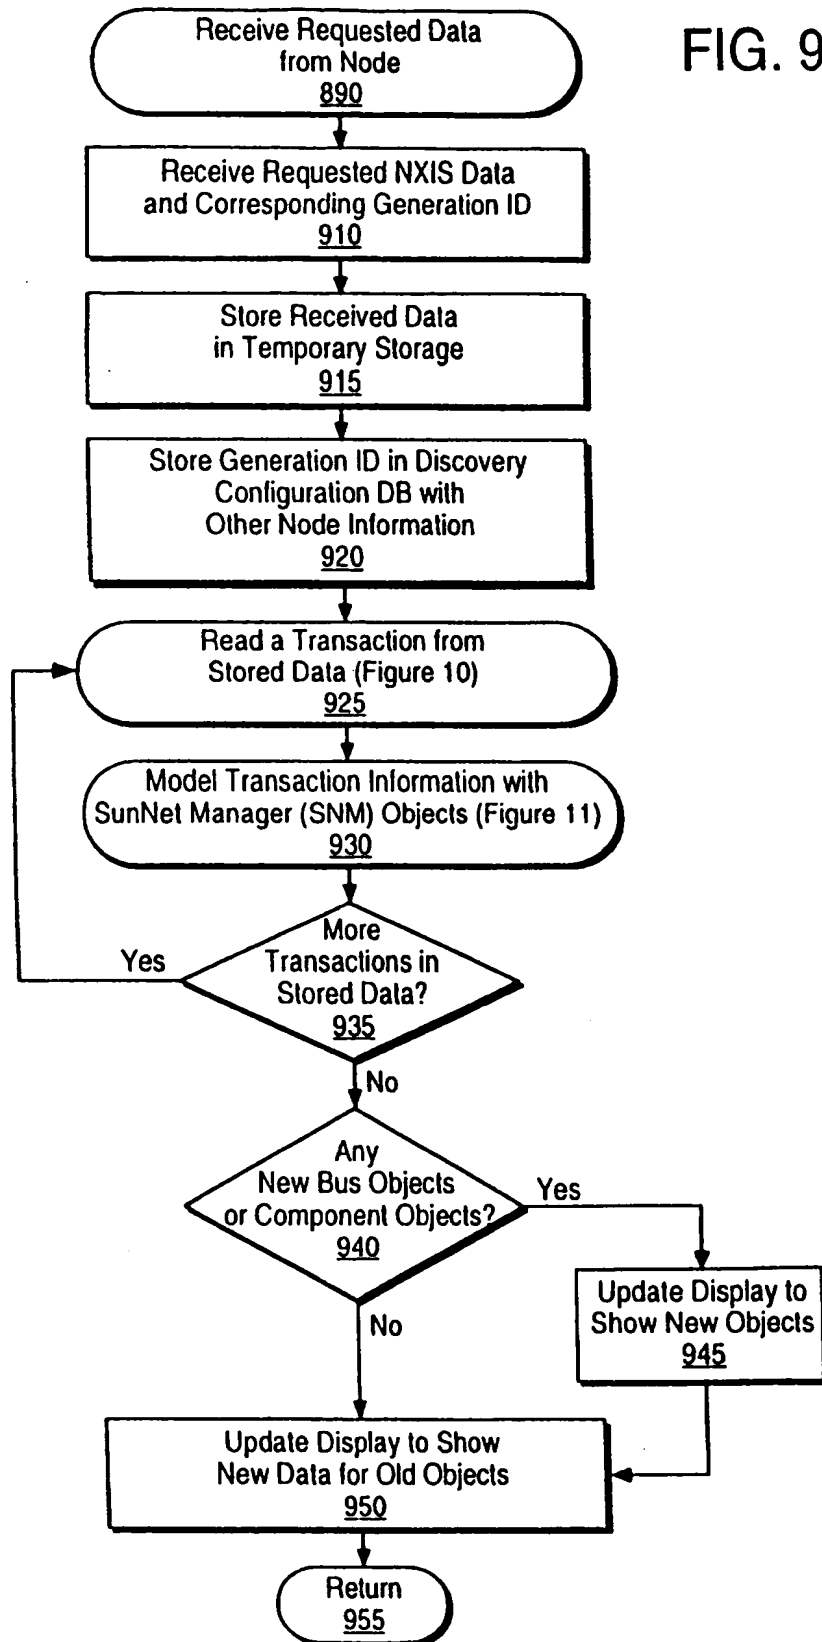 FIG. 9
Receive Requested Data
from Node
890
Receive Requested NXIS Data
and Corresponding Generation ID
910
Store Received Data
in Temporary Storage
915
Store Generation ID in Discovery
Configuration DB with
Other Node Information
920
Read a Transaction from
Stored Data (Figure 10)
925
Model Transaction Information with
SunNet Manager (SNM) Objects (Figure 11)
930
More
Transactions in
Stored Data?
935
Yes
No
Any
New Bus Objects
or Component Objects?
940
Yes
No
Update Display to
Show New Objects
945
Update Display to Show
New Data for Old Objects
950
Return
955